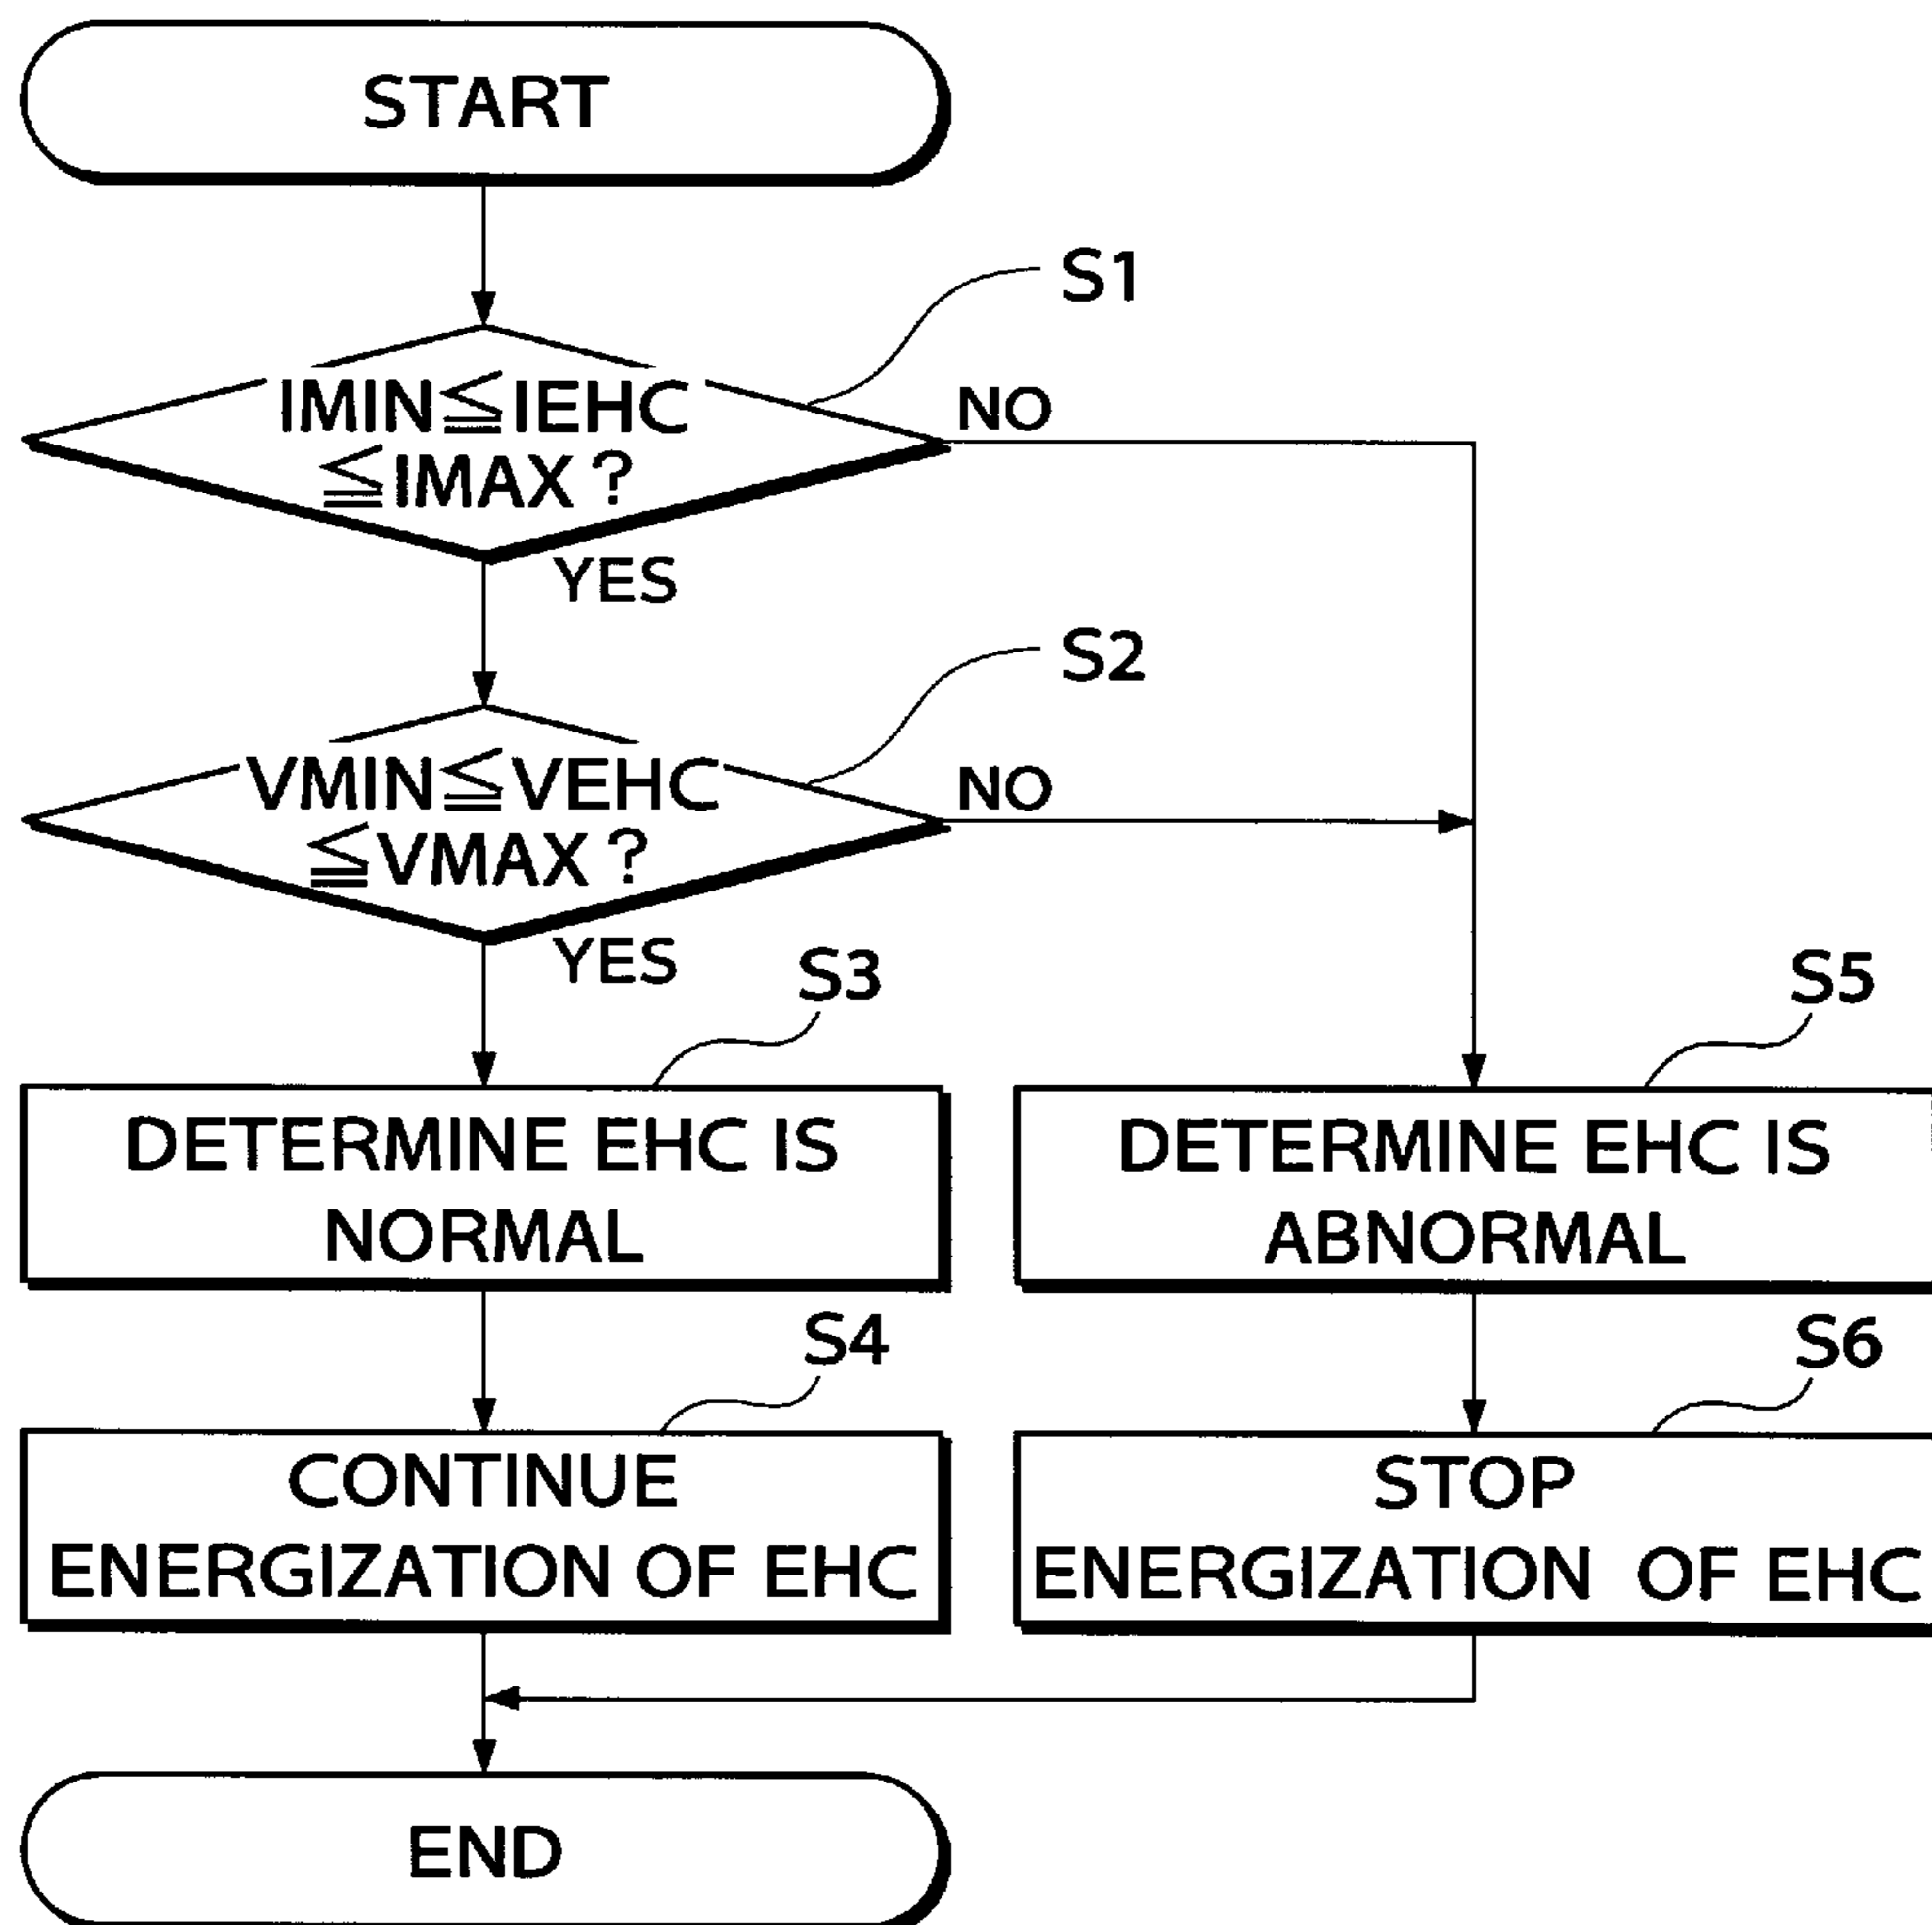 START
S1
IMIN≦IEHC
≦IMAX?
NO
YES
S2
VMIN≦VEHC
≦VMAX?
NO
YES
S3
S5
DETERMINE EHC IS
NORMAL
DETERMINE EHC IS
ABNORMAL
S4
S6
CONTINUE
ENERGIZATION OF EHC
STOP
ENERGIZATION OF EHC
END